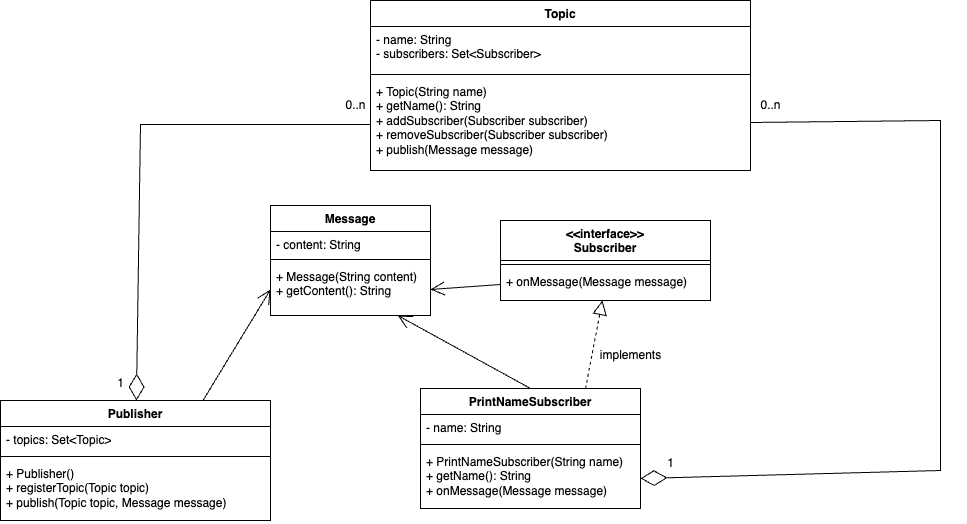 Topic
- name: String
- subscribers: Set<Subscriber>
+ Topic(String name)
+ getName(): String
+ addSubscriber(Subscriber subscriber)
+ removeSubscriber(Subscriber subscriber)
+ publish(Message message)
0..n
0..n
Message
- content: String
+ Message(String content)
+ getContent(): String
<<interface>>
Subscriber
+ onMessage(Message message)
implements
1
Publisher
- topics: Set<Topic>
+ Publisher()
+ registerTopic(Topic topic)
+ publish(Topic topic, Message message)
PrintNameSubscriber
- name: String
+ PrintNameSubscriber(String name)
+ getName(): String
+ onMessage(Message message)
1